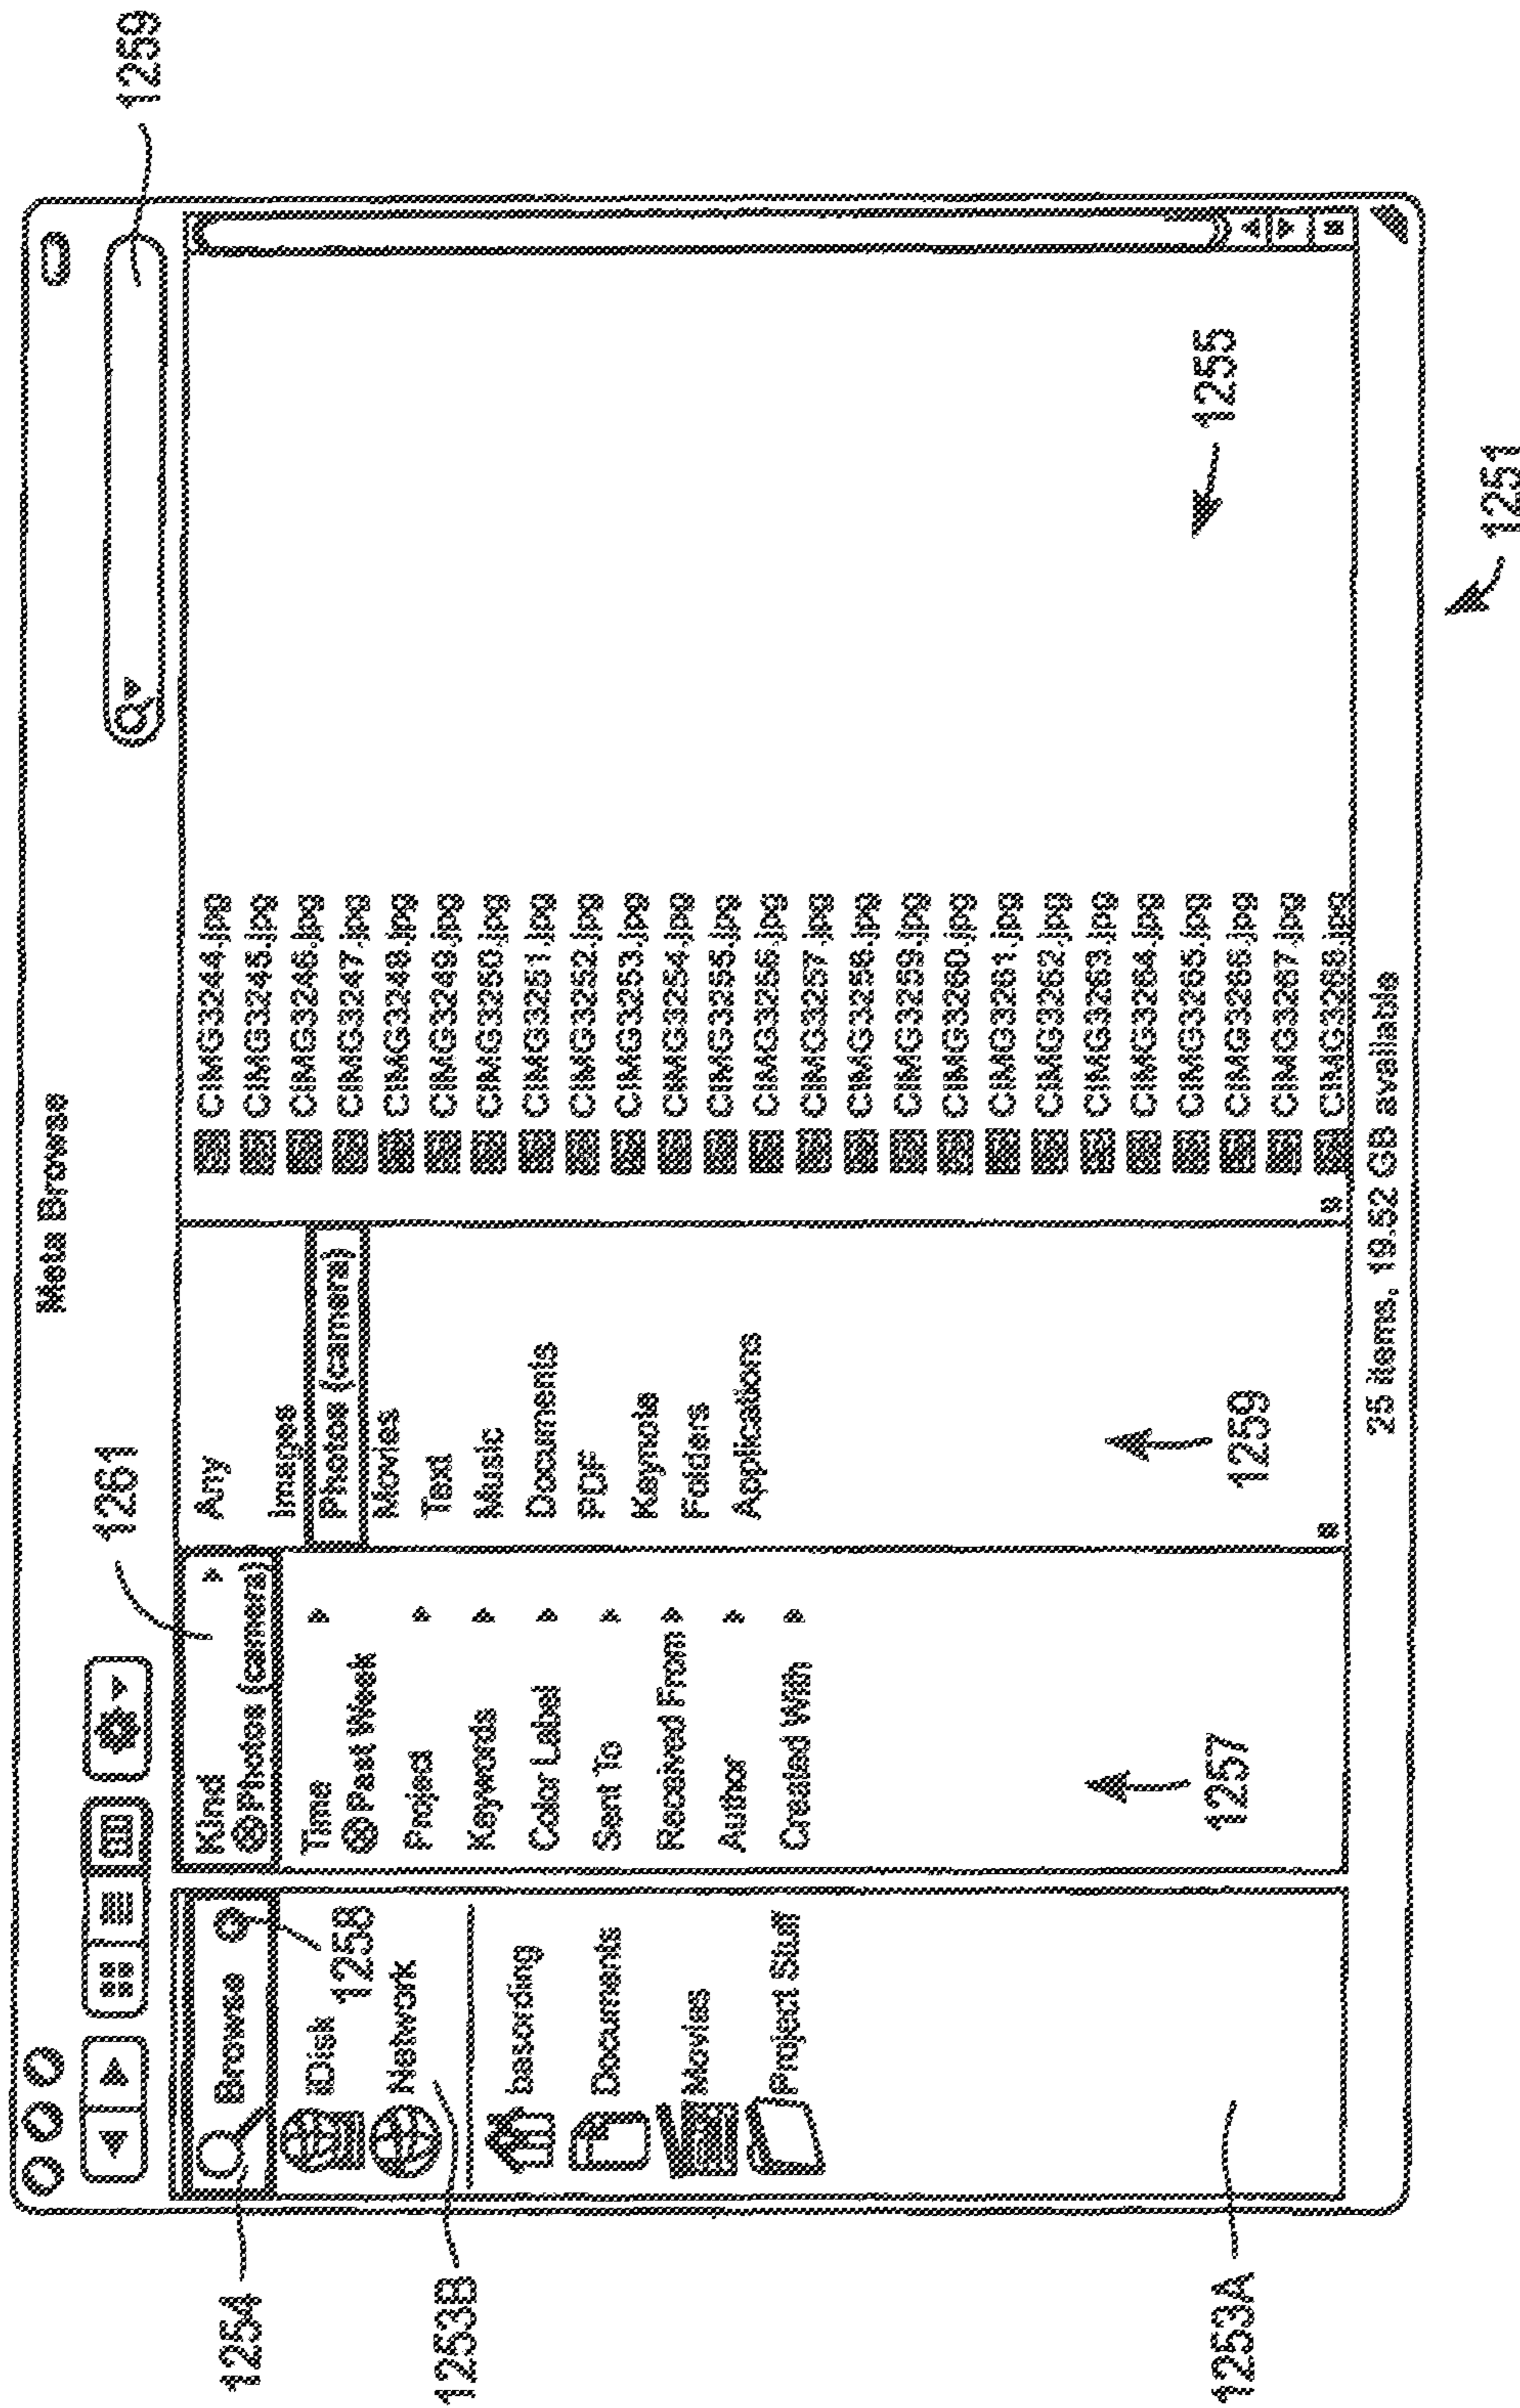 Meta Browse
1259
1261
1254
Browse
1258
iDisk
Network
1253B
basording
Documents
Movies
Project Stuff
1253A
Kind
Photos (camera)
Time
Past Week
Project
Keywords
Color Label
Sent To
Received From
Author
Created With
1257
Any
Images
Photos (camera)
Movies
Text
Music
Documents
PDF
Keynote
Folders
Applications
1259
CIMG3244.jpg
CIMG3245.jpg
CIMG3246.jpg
CIMG3247.jpg
CIMG3248.jpg
CIMG3249.jpg
CIMG3250.jpg
CIMG3251.jpg
CIMG3252.jpg
CIMG3253.jpg
CIMG3254.jpg
CIMG3255.jpg
CIMG3256.jpg
CIMG3257.jpg
CIMG3258.jpg
CIMG3259.jpg
CIMG3260.jpg
CIMG3261.jpg
CIMG3262.jpg
CIMG3263.jpg
CIMG3264.jpg
CIMG3265.jpg
CIMG3266.jpg
CIMG3267.jpg
CIMG3268.jpg
1255
25 items, 19.52 GB available
1251